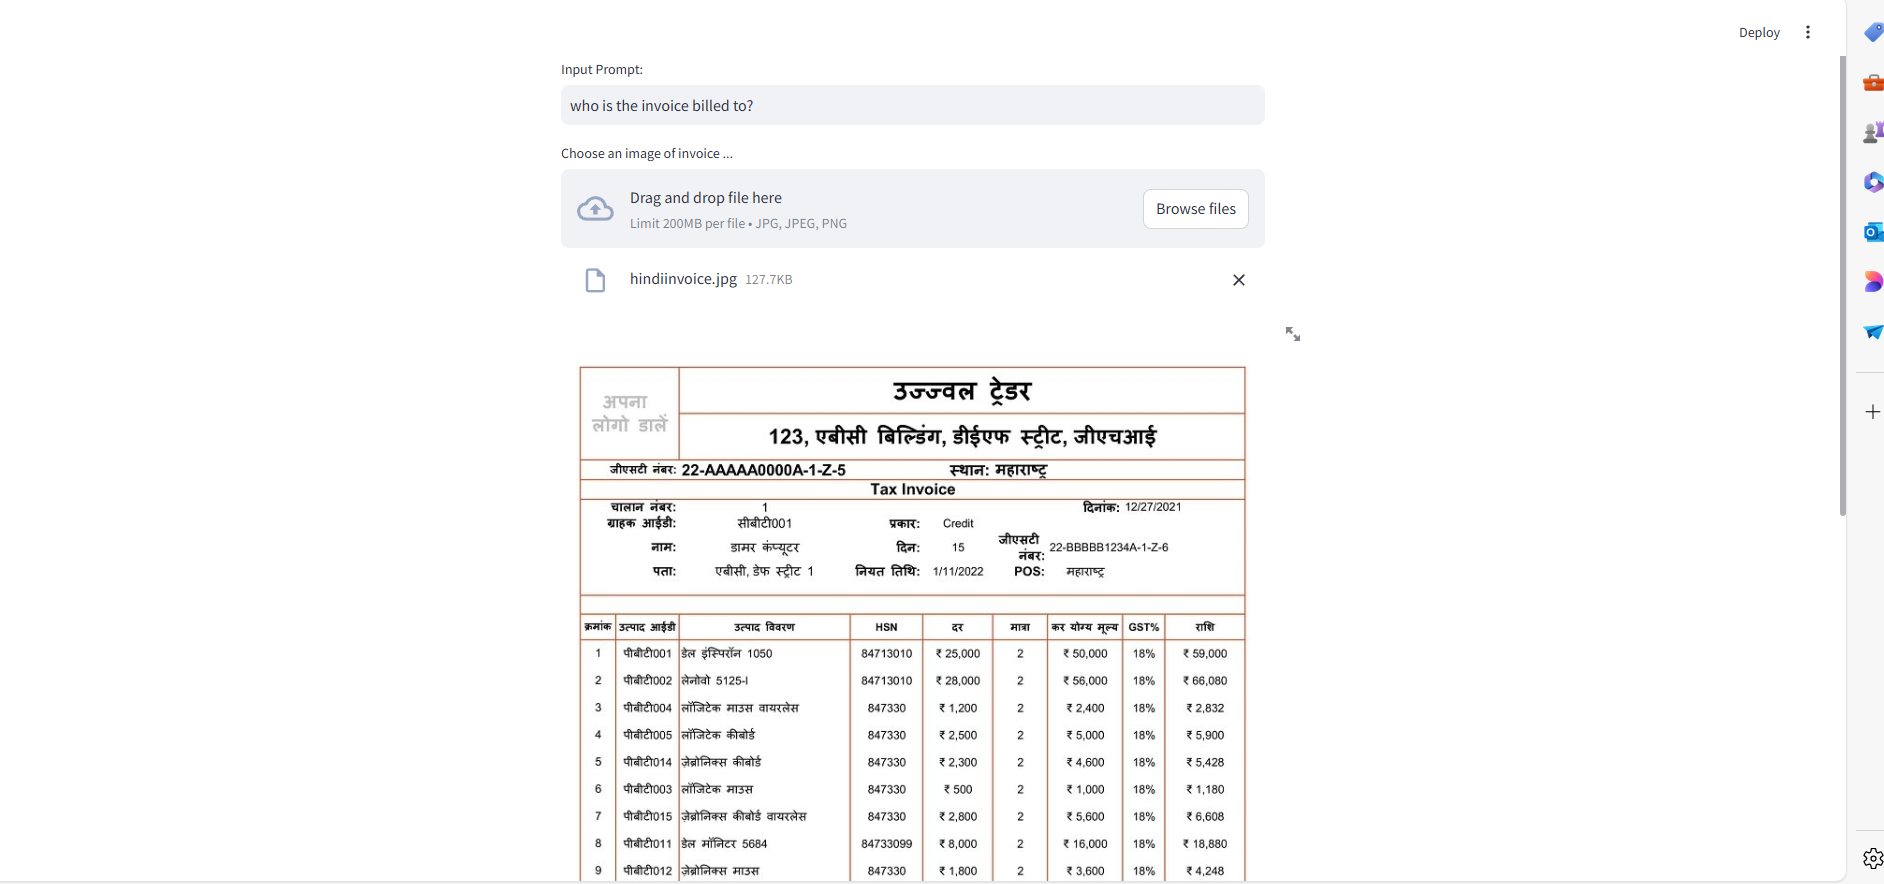 Deploy
Input Prompt:
who is the invoice billed to?
Choose an image of invoice ...
Drag and drop file here
Limit 200MB per file • JPG, JPEG, PNG
Browse files
hindiinvoice.jpg 127.7KB
अपना
लोगो डालें
उज्ज्वल ट्रेडर
123, एबीसी बिल्डिंग, डीईएफ स्ट्रीट, जीएचआई
जीएसटी नंबर: 22-AAAAA0000A-1-Z-5 स्थान: महाराष्ट्र
Tax Invoice
चालान नंबर: 1 दिनांक: 12/27/2021
ग्राहक आईडी: सीबीटी001 प्रकार: Credit
नाम: डामर कंप्यूटर दिन: 15 जीएसटी नंबर: 22-BBBBB1234A-1-Z-6
पता: एबीसी, डेफ स्ट्रीट 1 नियत तिथि: 1/11/2022 POS: महाराष्ट्र
क्रमांक उत्पाद आईडी उत्पाद विवरण HSN दर मात्रा कर योग्य मूल्य GST% राशि
1 पीबीटी001 डेल इंस्पिरॉन 1050 84713010 ₹ 25,000 2 ₹ 50,000 18% ₹ 59,000
2 पीबीटी002 लेनोवो 5125-I 84713010 ₹ 28,000 2 ₹ 56,000 18% ₹ 66,080
3 पीबीटी004 लॉजिटेक माउस वायरलेस 847330 ₹ 1,200 2 ₹ 2,400 18% ₹ 2,832
4 पीबीटी005 लॉजिटेक कीबोर्ड 847330 ₹ 2,500 2 ₹ 5,000 18% ₹ 5,900
5 पीबीटी014 ज़ेब्रोनिक्स कीबोर्ड 847330 ₹ 2,300 2 ₹ 4,600 18% ₹ 5,428
6 पीबीटी003 लॉजिटेक माउस 847330 ₹ 500 2 ₹ 1,000 18% ₹ 1,180
7 पीबीटी015 ज़ेब्रोनिक्स कीबोर्ड वायरलेस 847330 ₹ 2,800 2 ₹ 5,600 18% ₹ 6,608
8 पीबीटी011 डेल मॉनिटर 5684 84733099 ₹ 8,000 2 ₹ 16,000 18% ₹ 18,880
9 पीबीटी012 ज़ेब्रोनिक्स माउस 847330 ₹ 1,800 2 ₹ 3,600 18% ₹ 4,248